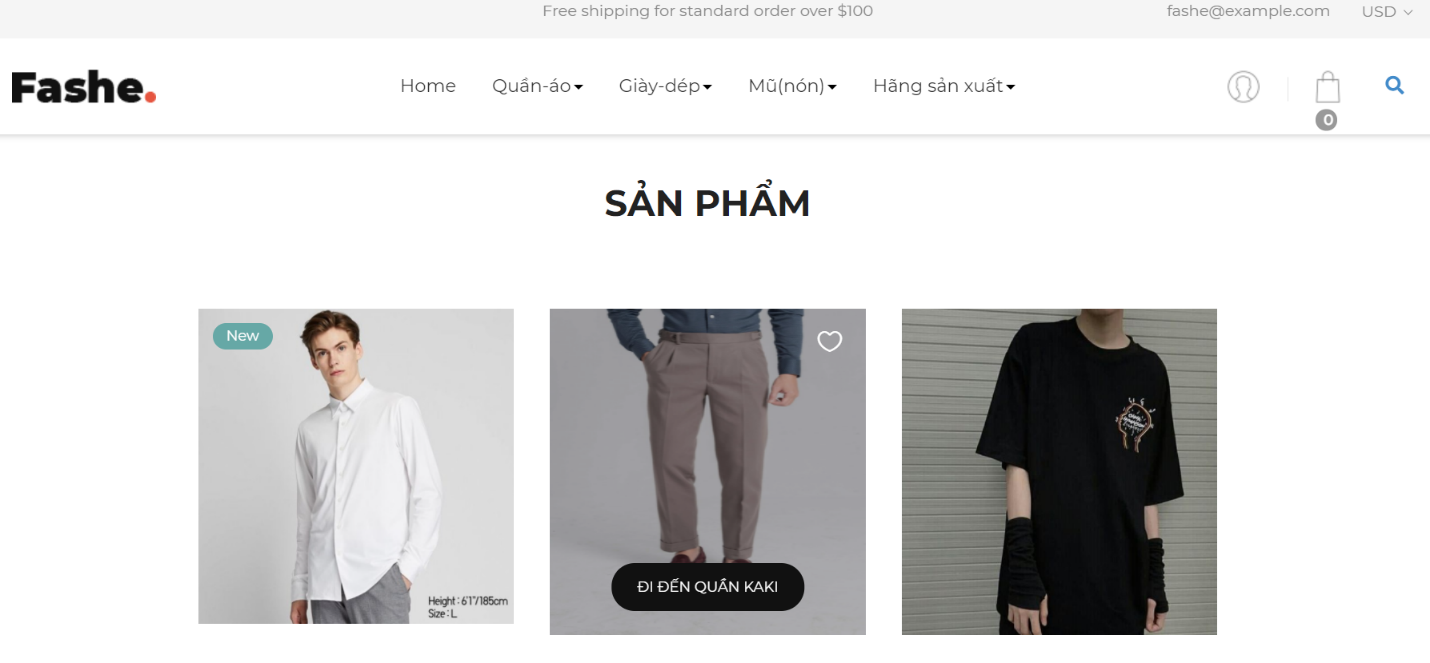 Free shipping for standard order over $100
fashe@example.com
USD
Fashe.
Home
Quần-áo
Giày-dép
Mũ(nón)
Hãng sản xuất
0
SẢN PHẨM
New
Height : 6'1"/185cm
Size : L
ĐI ĐẾN QUẦN KAKI